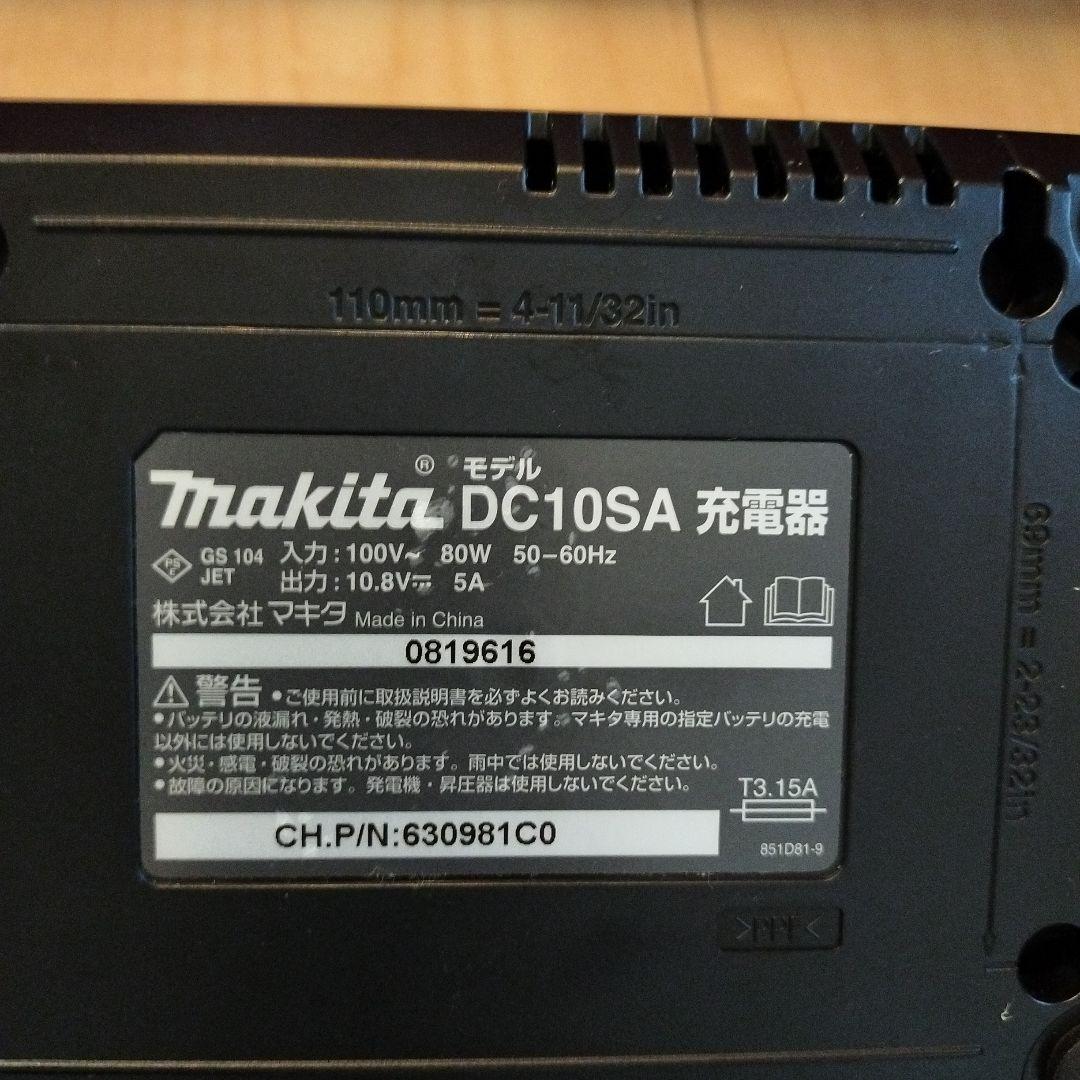 110mm = 4-11/32in
makita® モデル DC10SA 充電器
PS E GS 104 JET
入力:100V~ 80W 50-60Hz
出力:10.8V⎓ 5A
株式会社マキタ Made in China
0819616
警告 •ご使用前に取扱説明書を必ずよくお読みください。
•バッテリの液漏れ・発熱・破裂の恐れがあります。マキタ専用の指定バッテリの充電
以外には使用しないでください。
•火災・感電・破裂の恐れがあります。雨中では使用しないでください。
•故障の原因になります。発電機・昇圧器は使用しないでください。
T3.15A
CH.P/N:630981C0
851D81-9
69mm = 2-23/32in